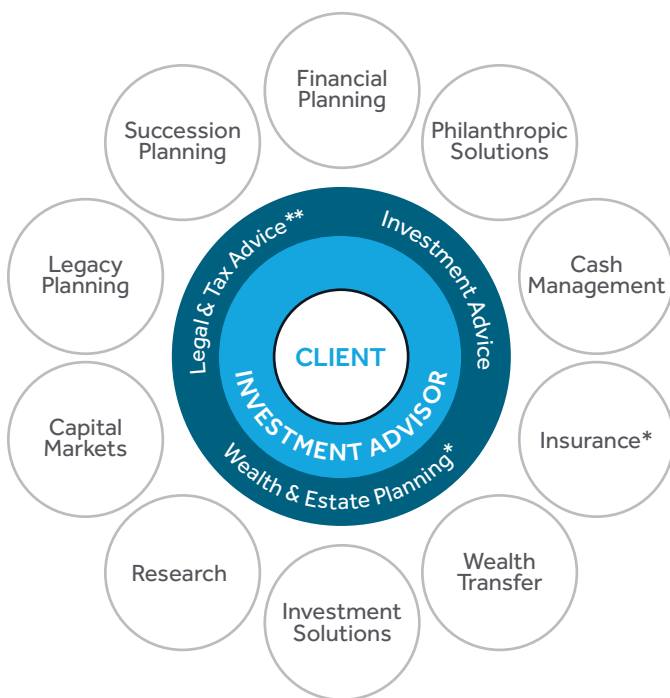 Financial
Planning
Philanthropic
Solutions
Cash
Management
Insurance*
Wealth
Transfer
Investment
Solutions
Research
Capital
Markets
Legacy
Planning
Succession
Planning
Legal & Tax Advice**
Investment Advice
Wealth & Estate Planning*
INVESTMENT ADVISOR
CLIENT